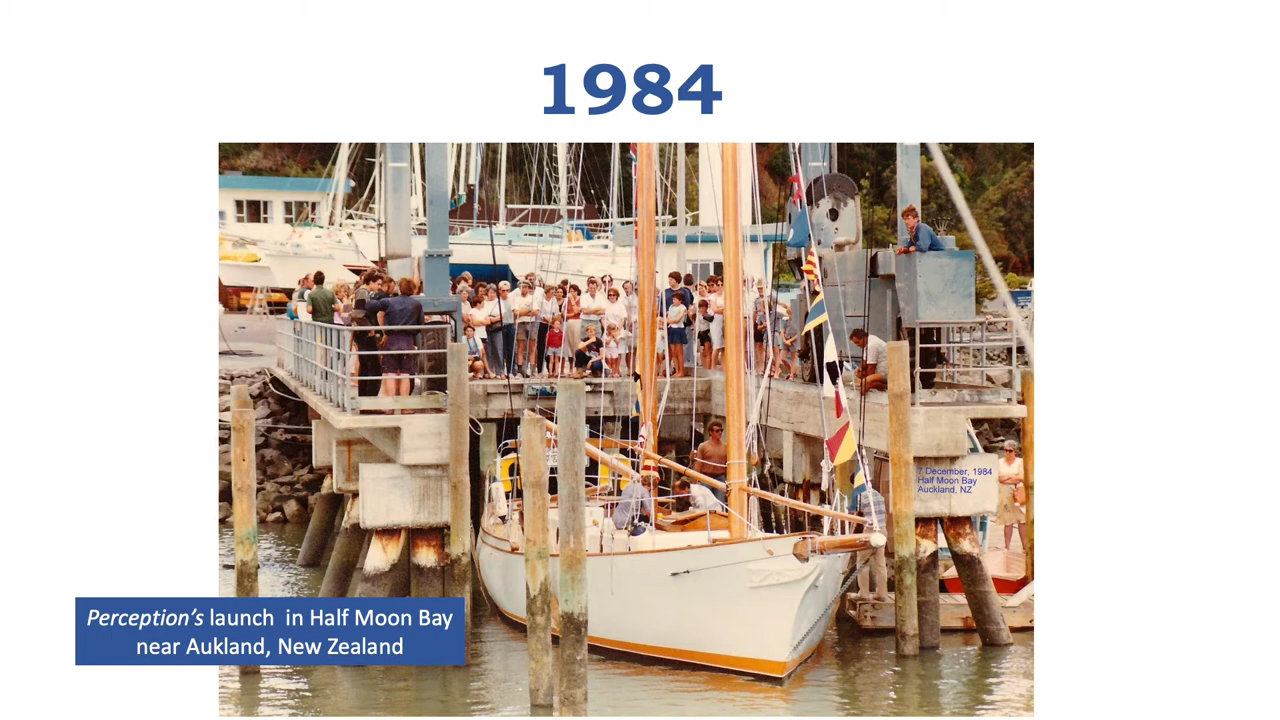 1984
7 December, 1984
Half Moon Bay
Auckland, NZ
Perception's launch in Half Moon Bay
near Aukland, New Zealand